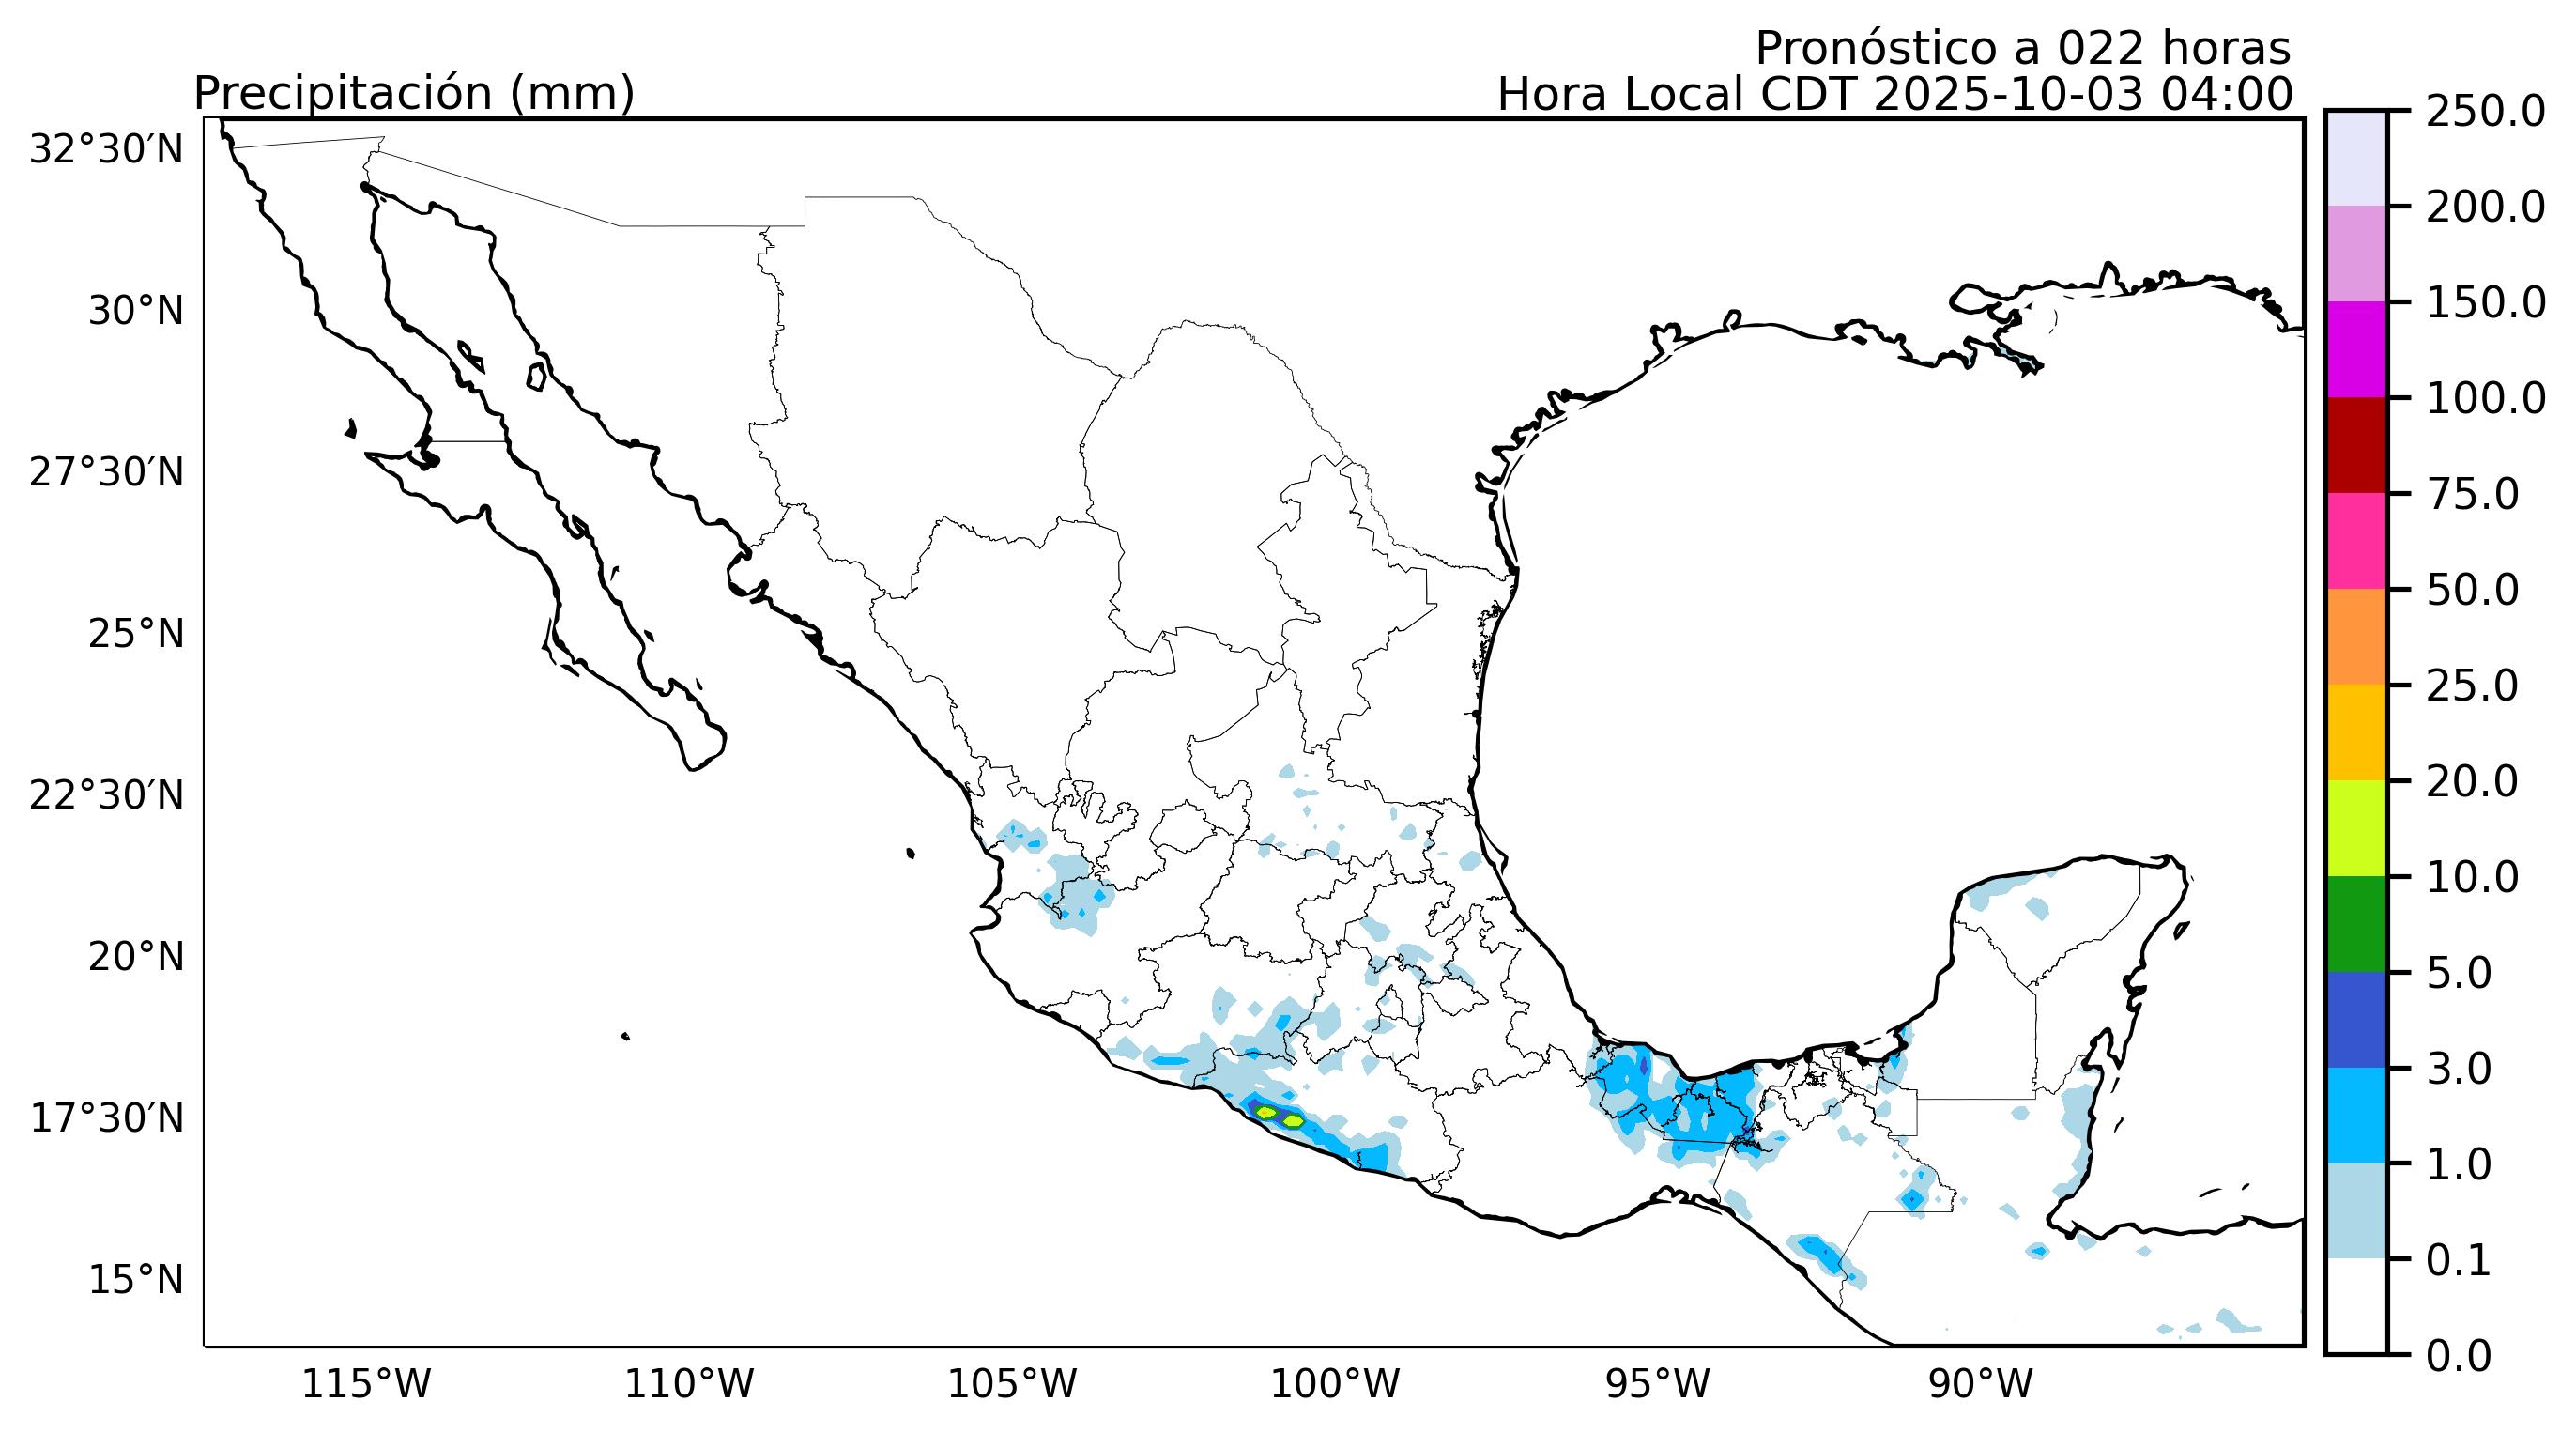 Pronóstico a 022 horas
Precipitación (mm)
Hora Local CDT 2025-10-03 04:00
32°30′N
30°N
27°30′N
25°N
22°30′N
20°N
17°30′N
15°N
115°W
110°W
105°W
100°W
95°W
90°W
250.0
200.0
150.0
100.0
75.0
50.0
25.0
20.0
10.0
5.0
3.0
1.0
0.1
0.0